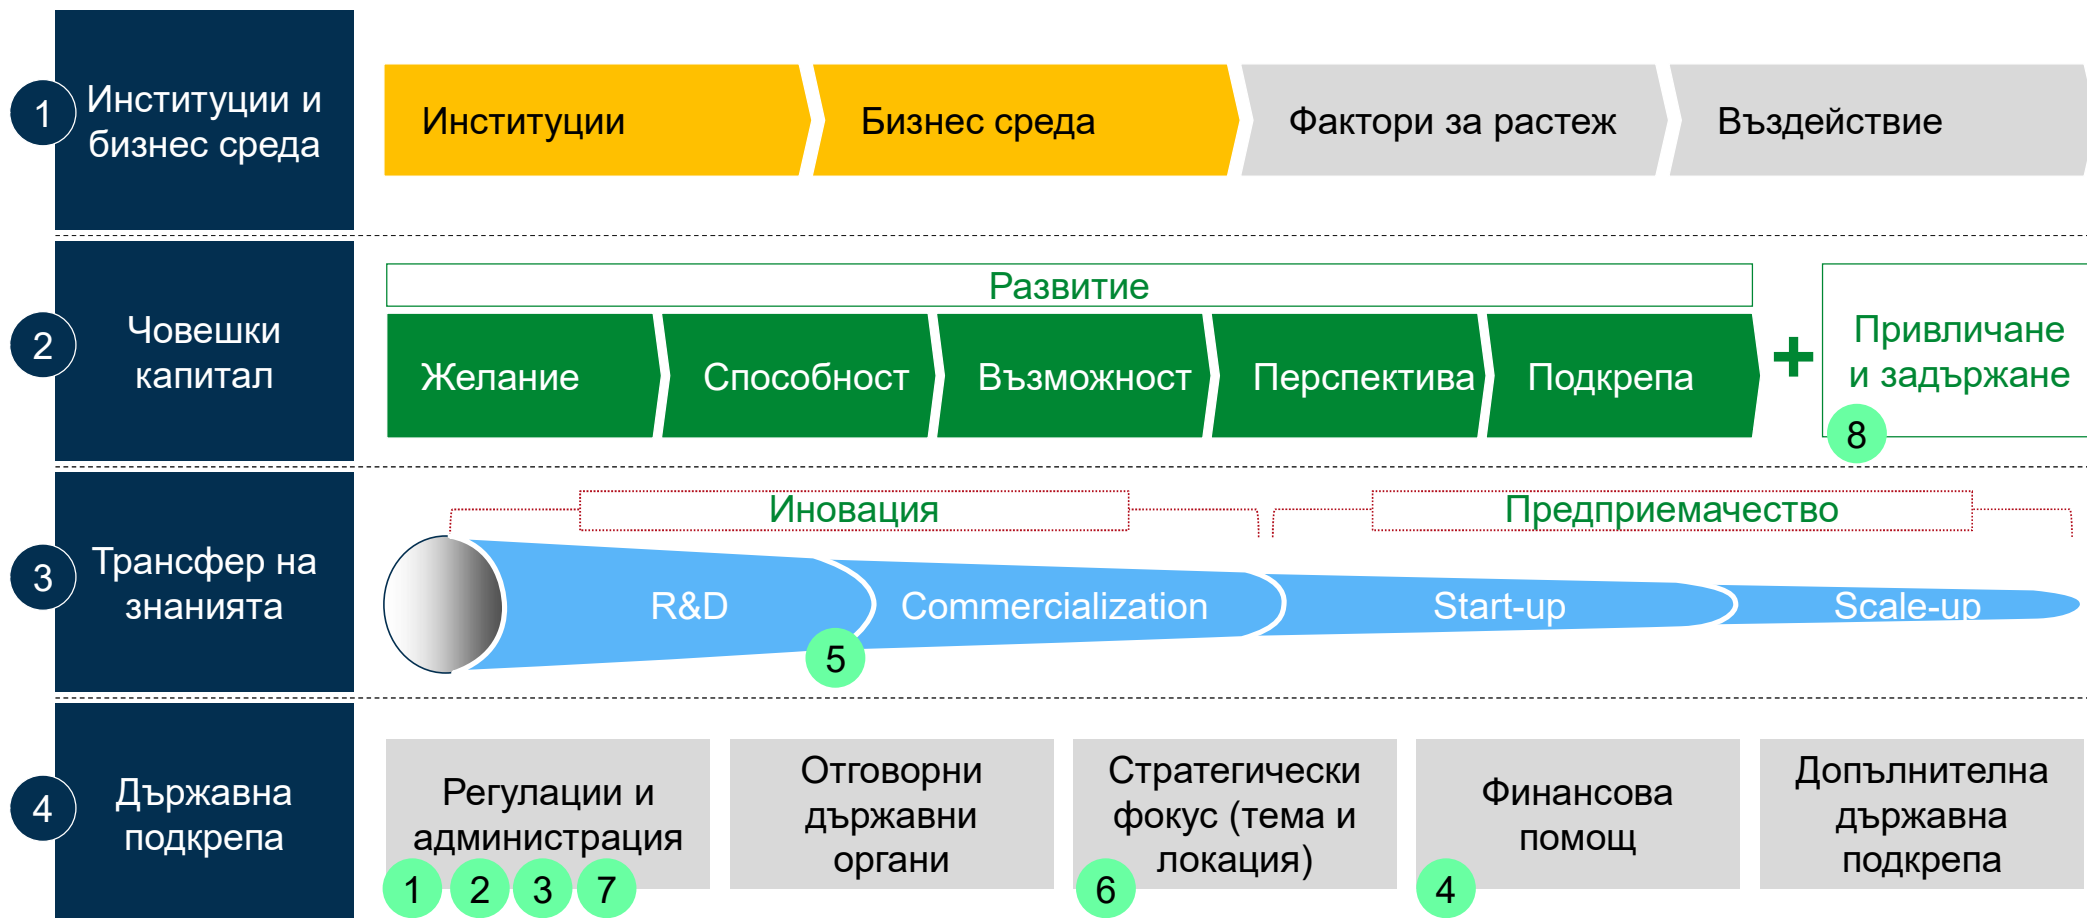 1
Институции и
бизнес среда
Институции
Бизнес среда
Фактори за растеж
Въздействие
2
Човешки
капитал
Развитие
Желание
Способност
Възможност
Перспектива
Подкрепа
+
Привличане
и задържане
8
3
Трансфер на
знанията
Иновация
Предприемачество
R&D
Commercialization
Start-up
Scale-up
5
4
Държавна
подкрепа
Регулации и
администрация
1 2 3 7
Отговорни
държавни
органи
Стратегически
фокус (тема и
локация)
6
Финансова
помощ
4
Допълнителна
държавна
подкрепа